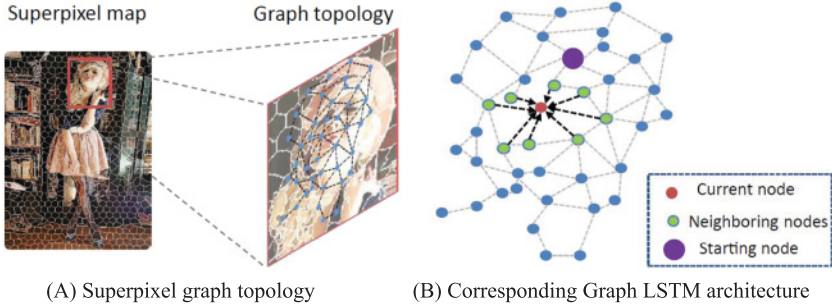 Superpixel map
Graph topology
Current node
Neighboring nodes
Starting node
(A) Superpixel graph topology
(B) Corresponding Graph LSTM architecture